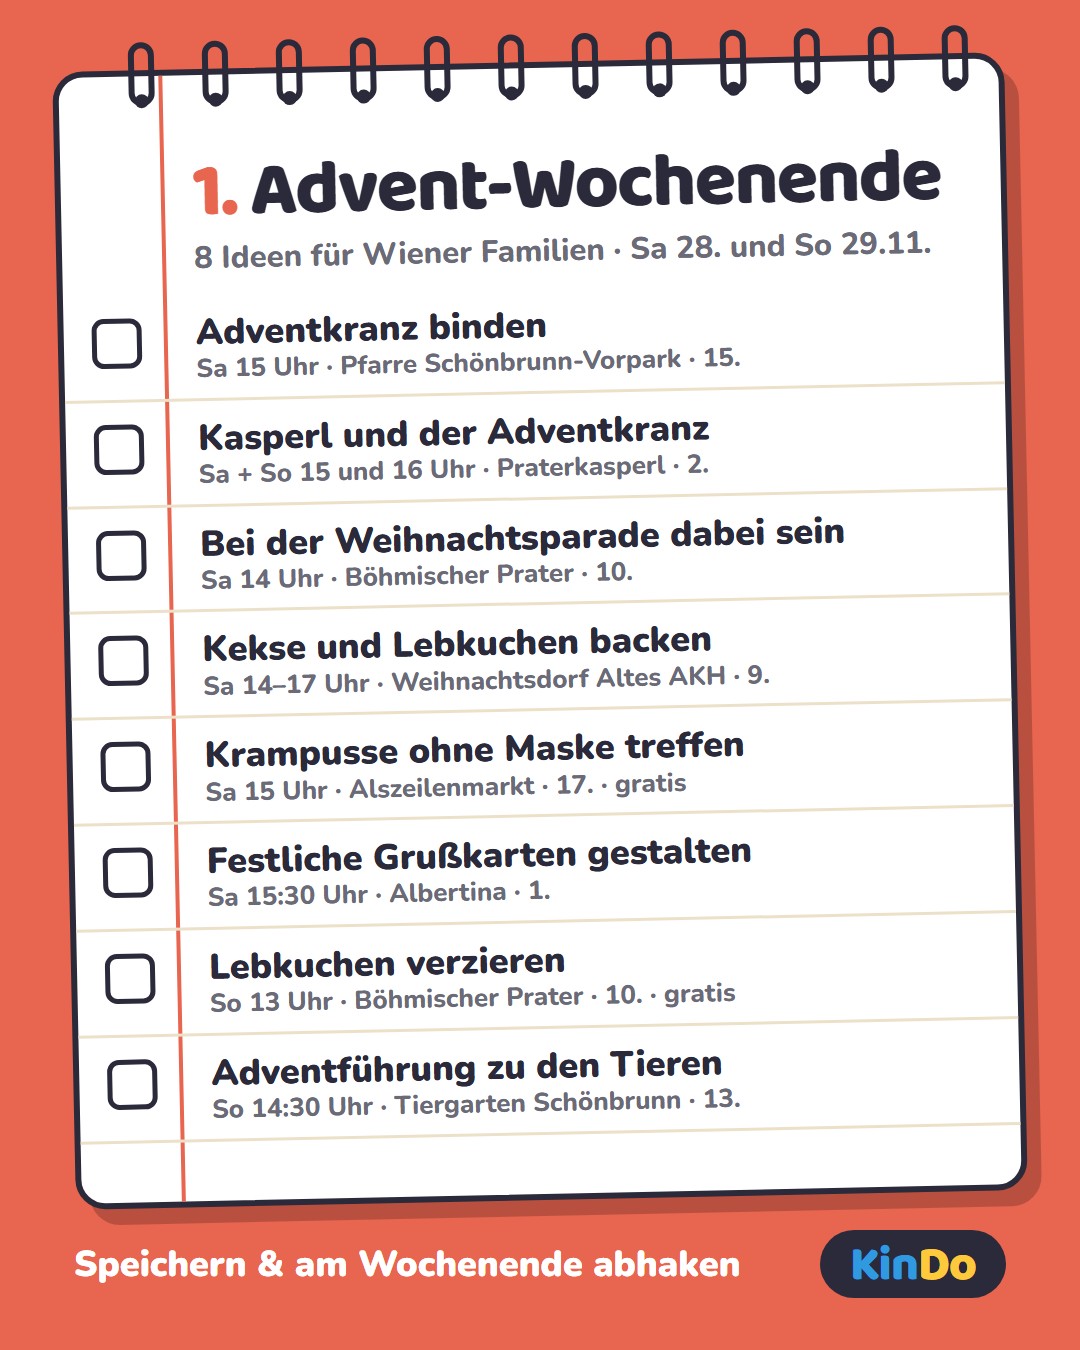 1. Advent-Wochenende
8 Ideen für Wiener Familien · Sa 28. und So 29.11.
Adventkranz binden
Sa 15 Uhr · Pfarre Schönbrunn-Vorpark · 15.
Kasperl und der Adventkranz
Sa + So 15 und 16 Uhr · Praterkasperl · 2.
Bei der Weihnachtsparade dabei sein
Sa 14 Uhr · Böhmischer Prater · 10.
Kekse und Lebkuchen backen
Sa 14–17 Uhr · Weihnachtsdorf Altes AKH · 9.
Krampusse ohne Maske treffen
Sa 15 Uhr · Alszeilenmarkt · 17. · gratis
Festliche Grußkarten gestalten
Sa 15:30 Uhr · Albertina · 1.
Lebkuchen verzieren
So 13 Uhr · Böhmischer Prater · 10. · gratis
Adventführung zu den Tieren
So 14:30 Uhr · Tiergarten Schönbrunn · 13.
Speichern & am Wochenende abhaken
KinDo